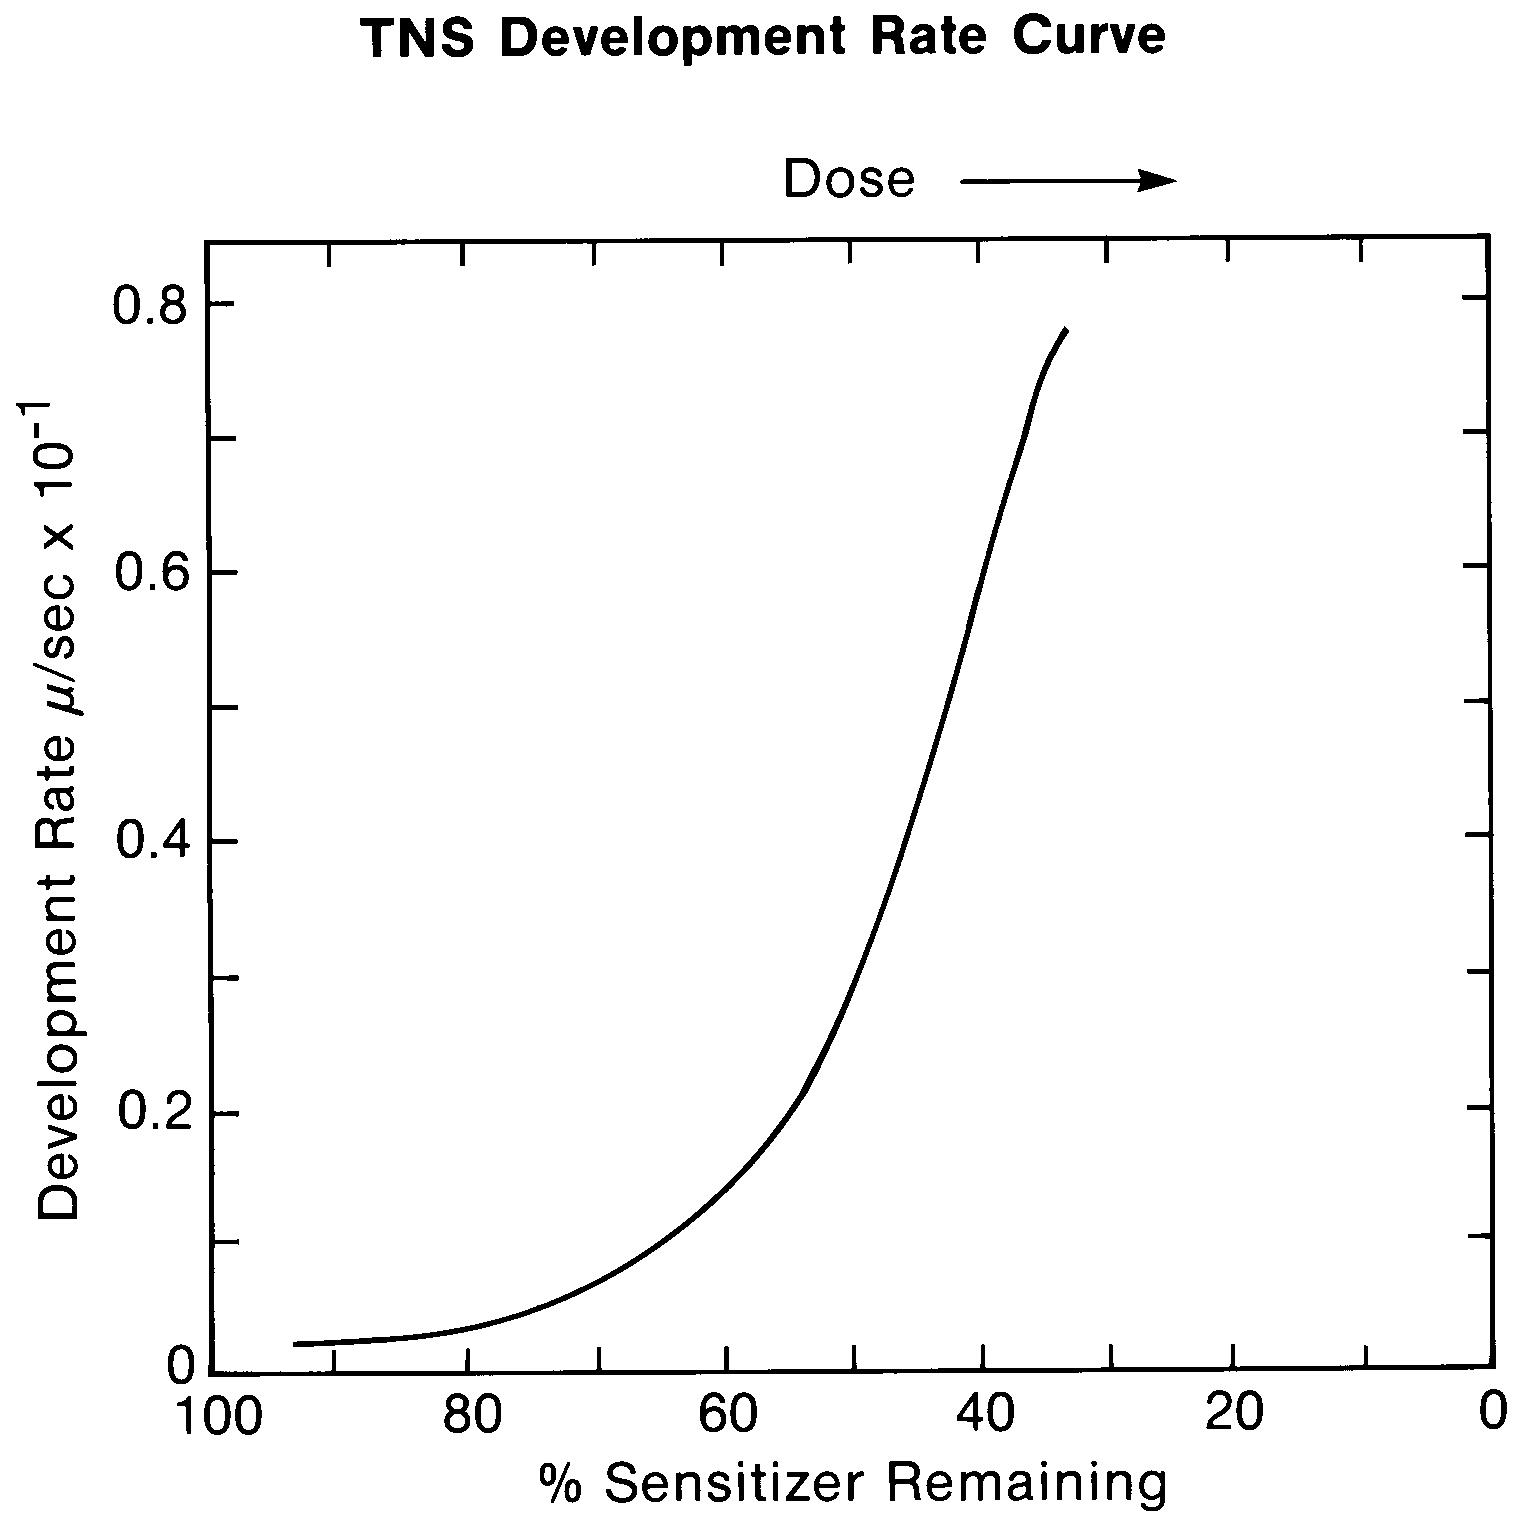 TNS Development Rate Curve
Dose
0.8
0.6
0.4
0.2
0
Development Rate μ/sec x 10⁻¹
100 80 60 40 20 0
% Sensitizer Remaining